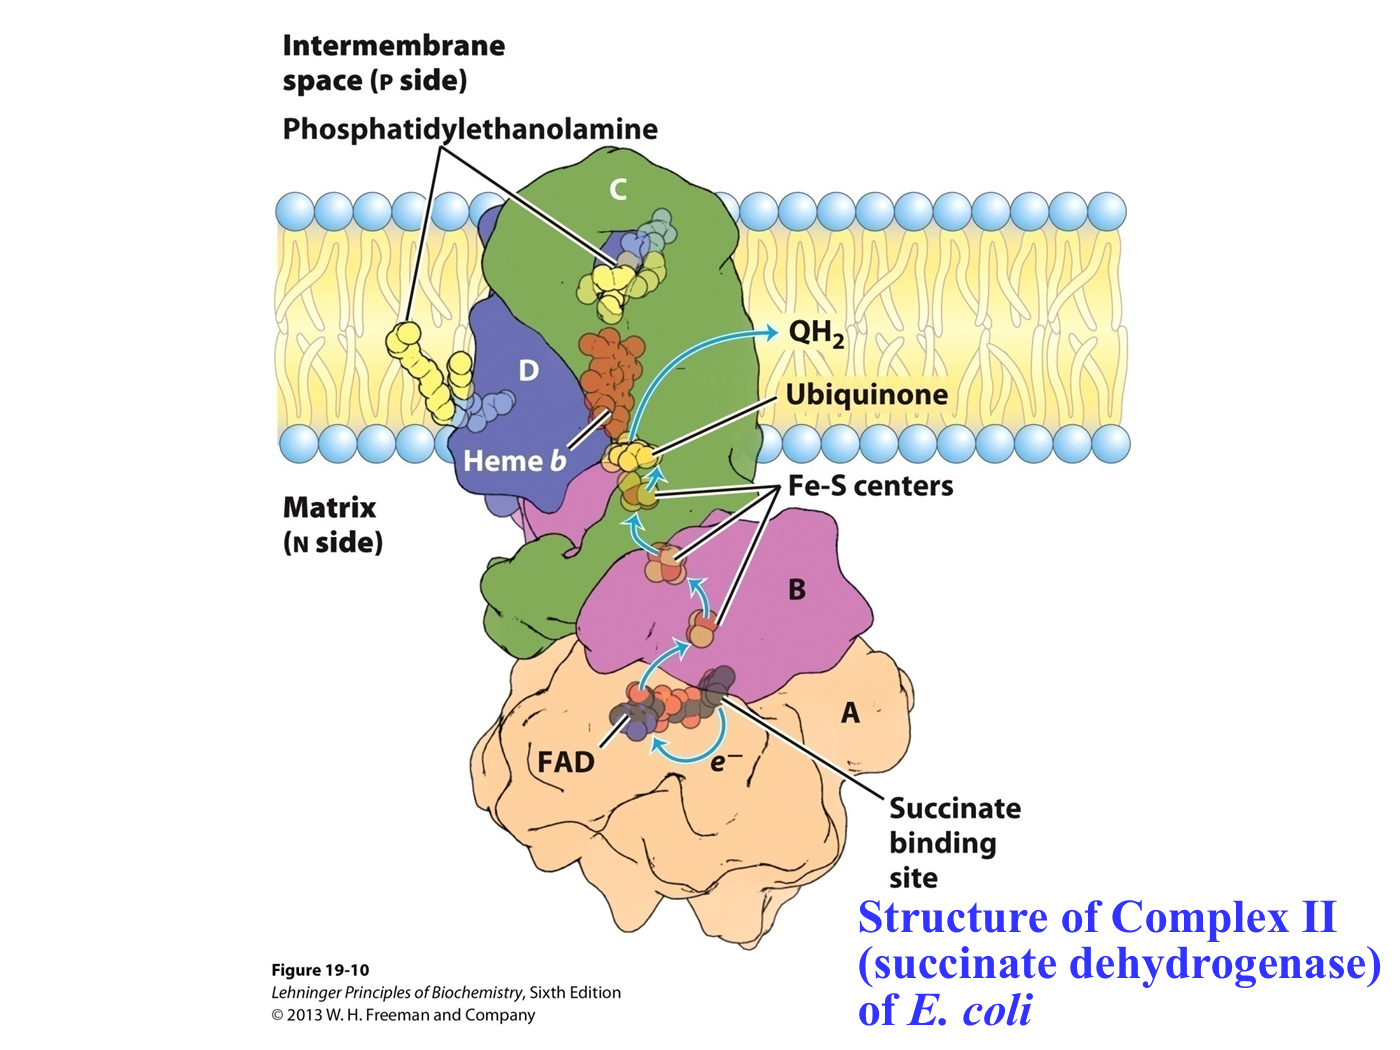 Intermembrane
space (P side)
Phosphatidylethanolamine
C
QH₂
D
Ubiquinone
Heme b
Fe-S centers
Matrix
(N side)
B
A
FAD
e⁻
Succinate
binding
site
Structure of Complex II
(succinate dehydrogenase)
of E. coli
Figure 19-10
Lehninger Principles of Biochemistry, Sixth Edition
© 2013 W. H. Freeman and Company